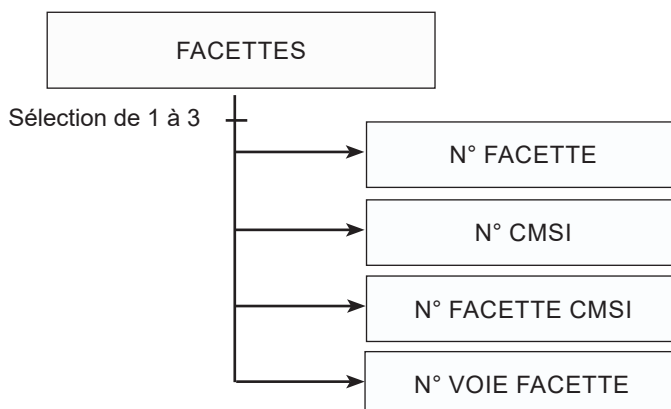 FACETTES
Sélection de 1 à 3
N° FACETTE
N° CMSI
N° FACETTE CMSI
N° VOIE FACETTE